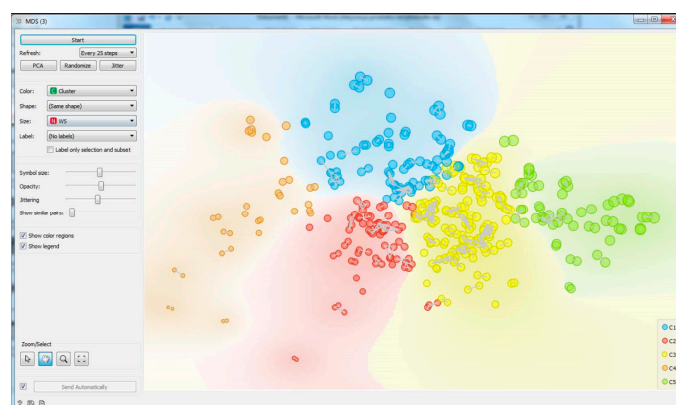 MDS (3)
Start
Refresh: Every 25 steps
PCA Randomize Jitter
Color: C Cluster
Shape: (Same shape)
Size: N WS
Label: (No labels)
Label only selection and subset
Symbol size:
Opacity:
Jittering:
Show similar pairs:
Show color regions
Show legend
C1
C2
C3
C4
C5
Zoom/Select
Send Automatically